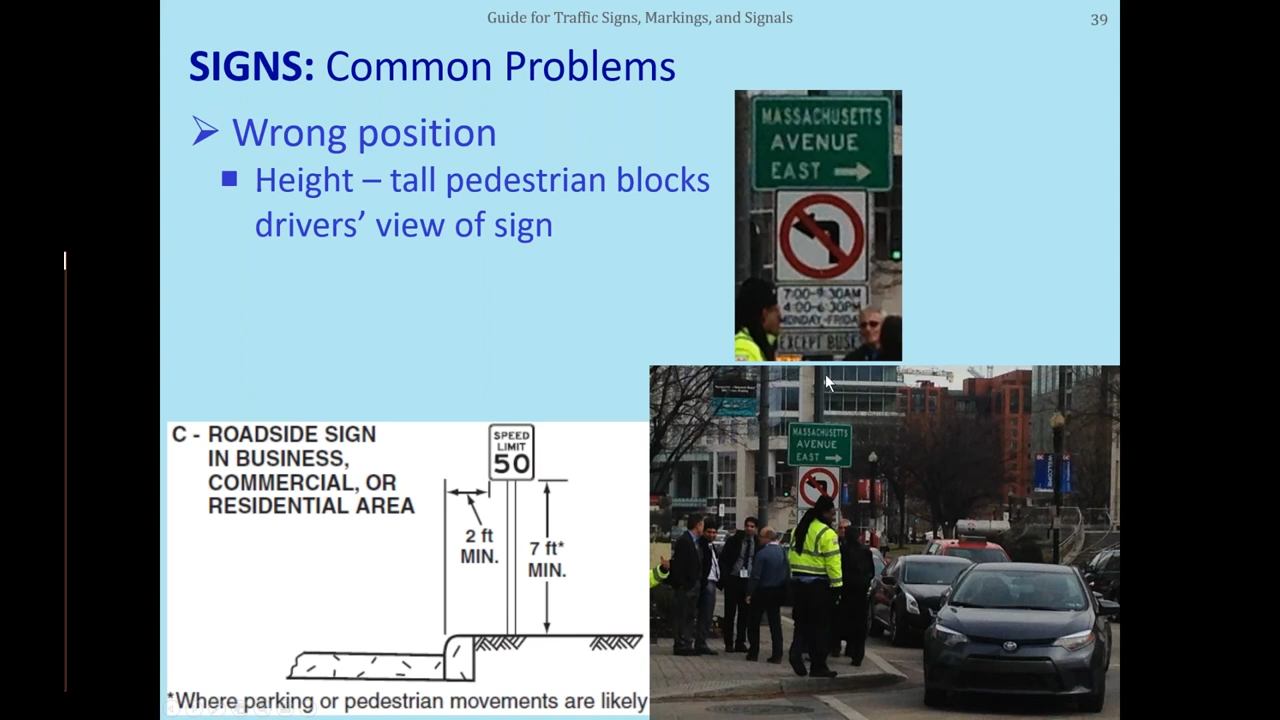 Guide for Traffic Signs, Markings, and Signals
39
SIGNS: Common Problems
Wrong position
Height – tall pedestrian blocks
drivers’ view of sign
MASSACHUSETTS
AVENUE
EAST →
7:00-9:30AM
4:00-6:30PM
MONDAY-FRIDA
EXCEPT BUSES
C - ROADSIDE SIGN
IN BUSINESS,
COMMERCIAL, OR
RESIDENTIAL AREA
SPEED
LIMIT
50
2 ft
MIN.
7 ft*
MIN.
*Where parking or pedestrian movements are likely
MASSACHUSETTS
AVENUE
EAST →
WELCOME